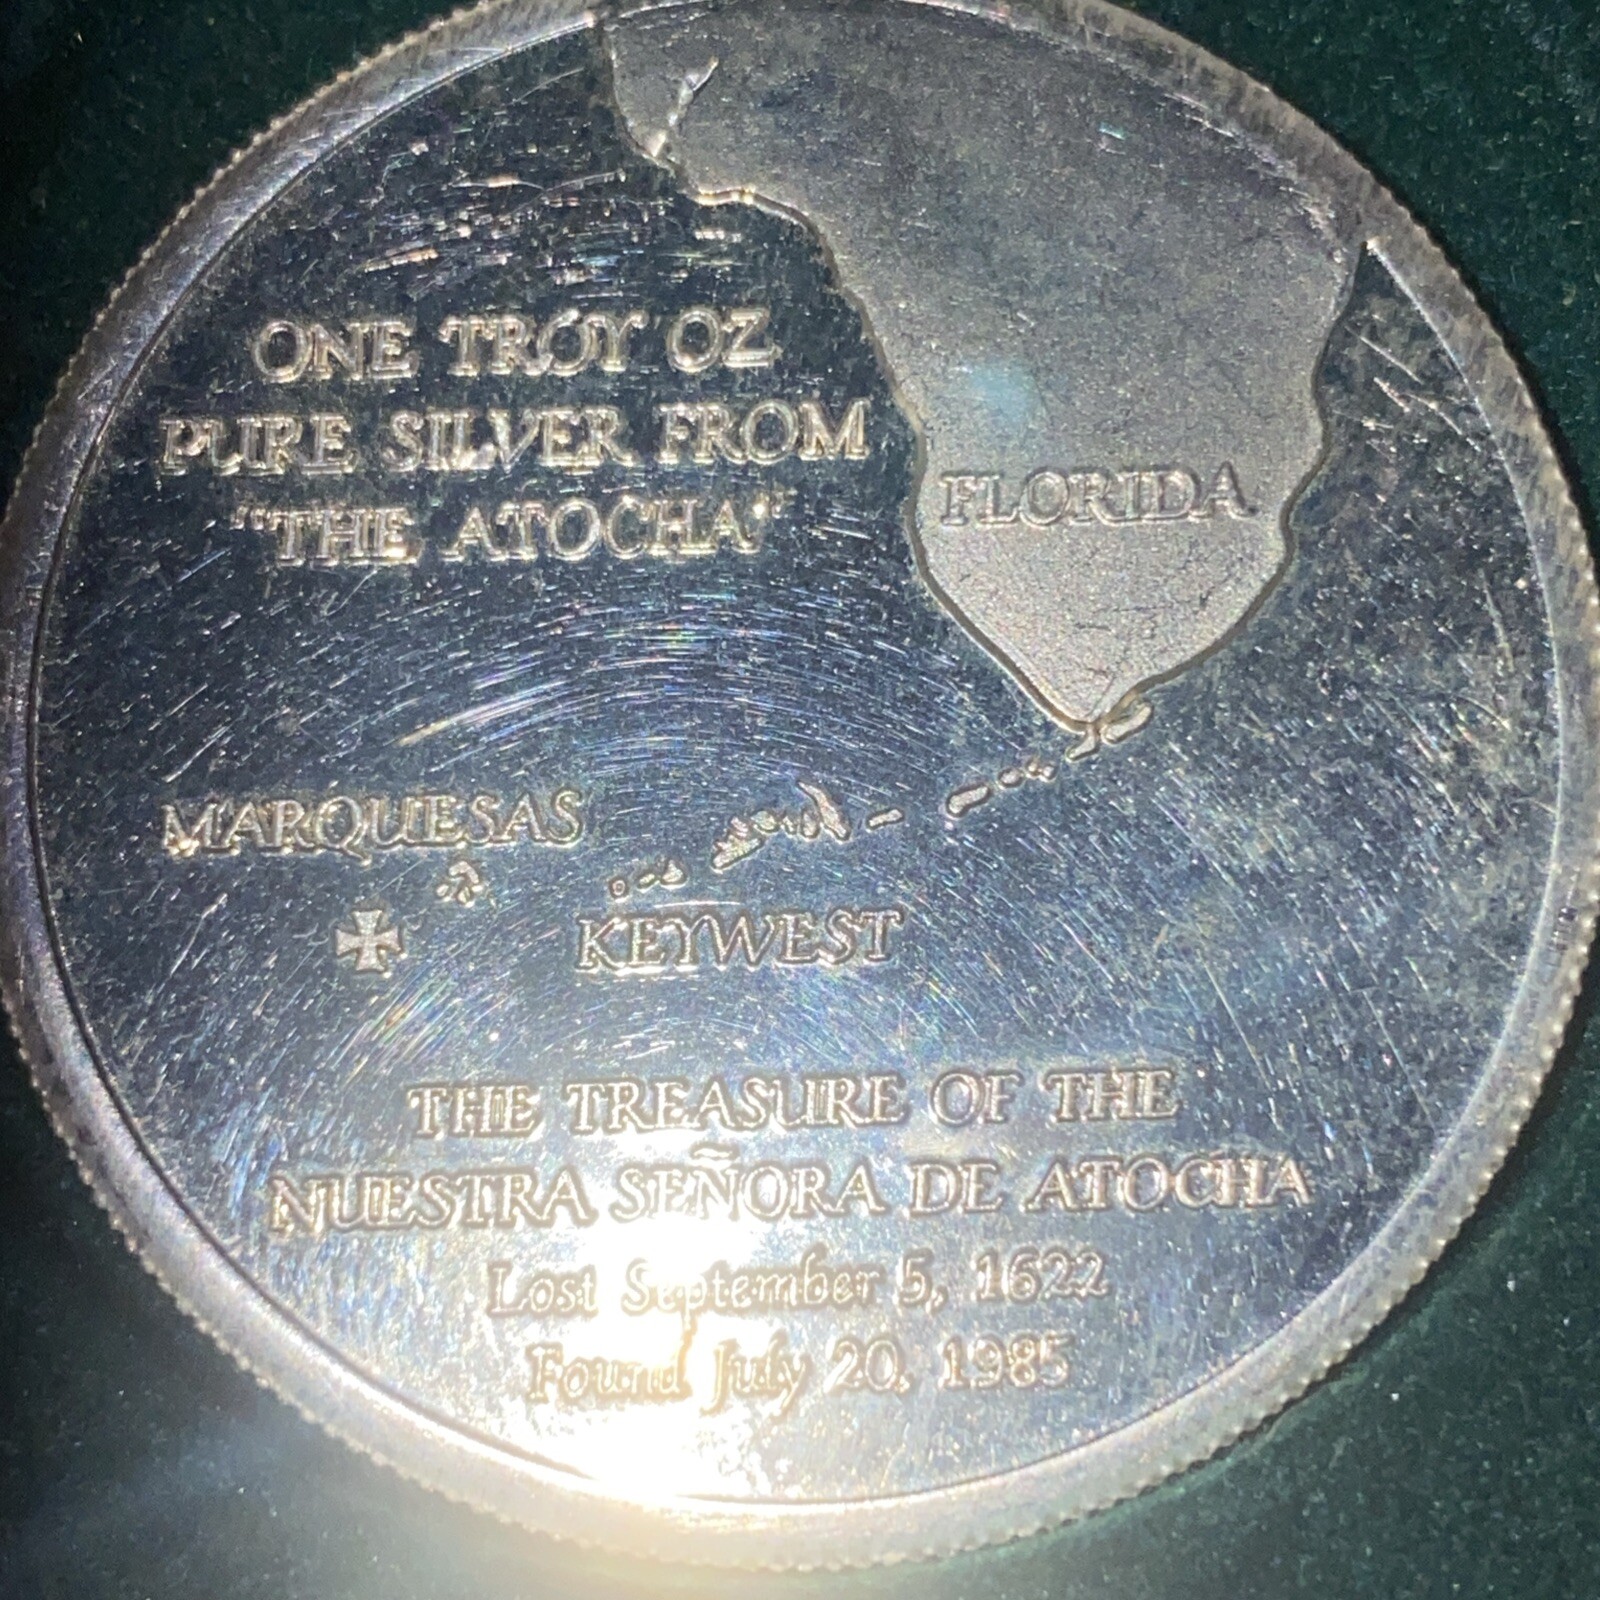 ONE TROY OZ
PURE SILVER FROM
"THE ATOCHA"
FLORIDA
MARQUESAS
KEYWEST
THE TREASURE OF THE
NUESTRA SEÑORA DE ATOCHA
Lost September 5, 1622
Found July 20, 1985